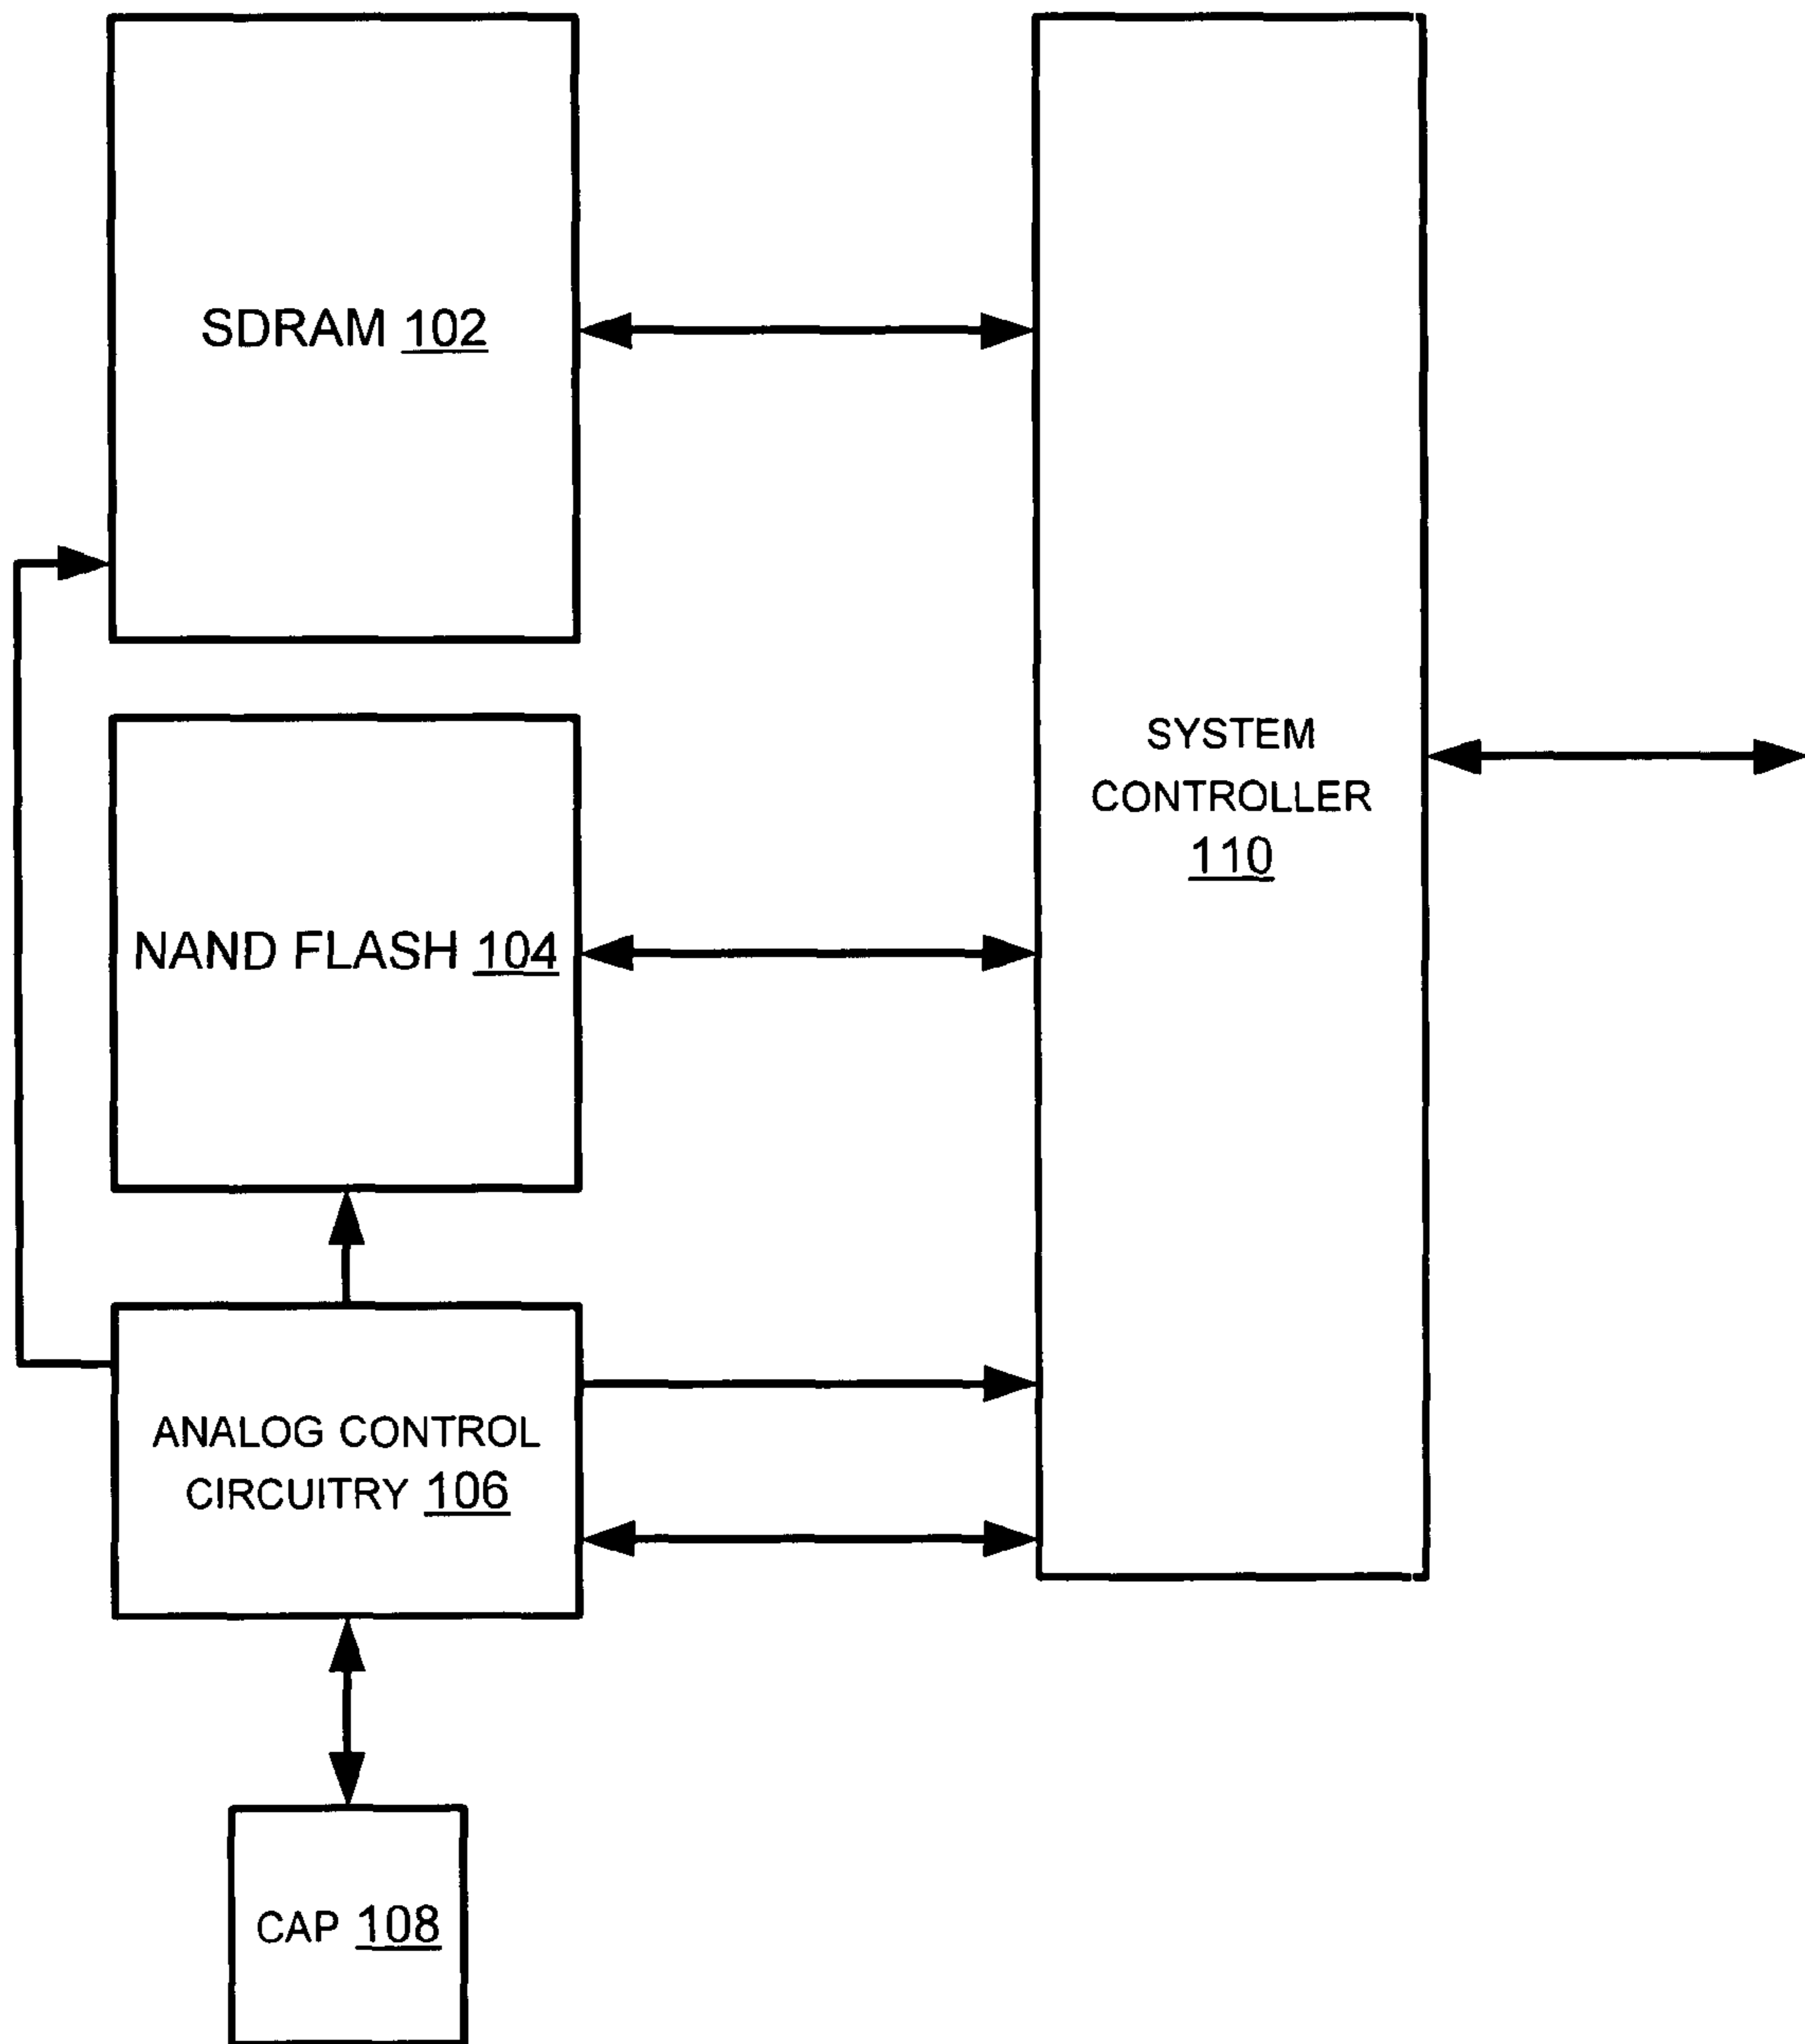 SDRAM 102
SYSTEM
CONTROLLER
110
NAND FLASH 104
ANALOG CONTROL
CIRCUITRY 106
CAP 108